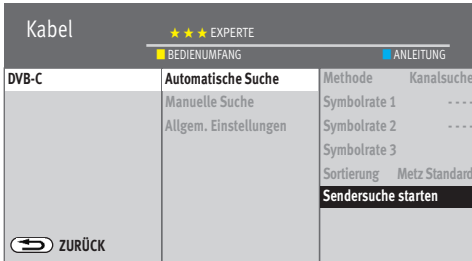 Kabel
★ ★ ★ EXPERTE
BEDIENUMFANG
ANLEITUNG
DVB-C
Automatische Suche
Manuelle Suche
Allgem. Einstellungen
Methode Kanalsuche
Symbolrate 1 ----
Symbolrate 2 ----
Symbolrate 3
Sortierung Metz Standard
Sendersuche starten
ZURÜCK